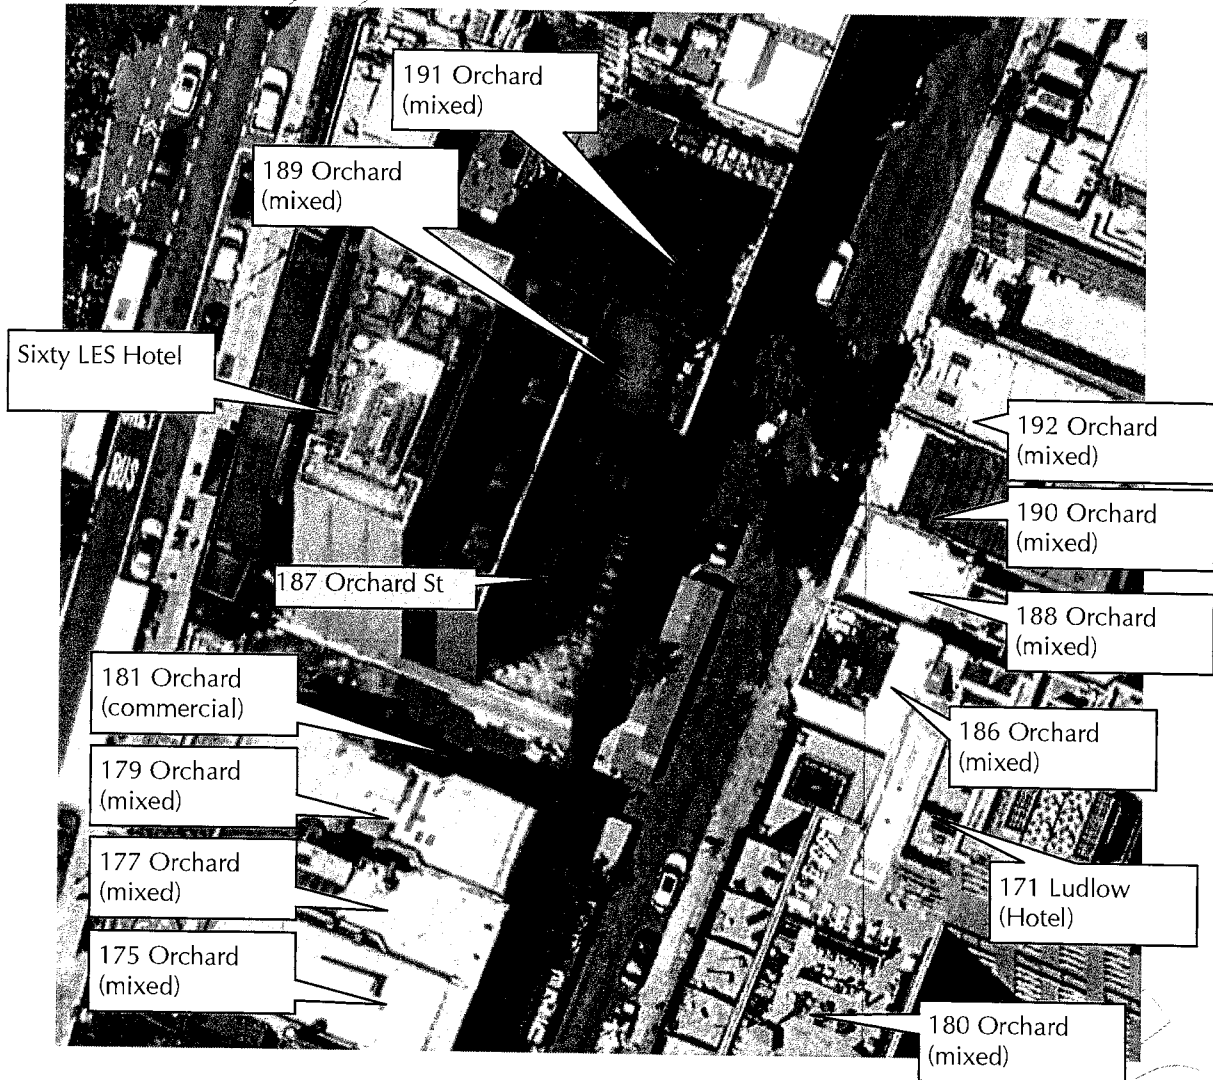 191 Orchard
(mixed)
189 Orchard
(mixed)
Sixty LES Hotel
192 Orchard
(mixed)
BUS
190 Orchard
(mixed)
187 Orchard St
188 Orchard
(mixed)
181 Orchard
(commercial)
186 Orchard
(mixed)
179 Orchard
(mixed)
177 Orchard
(mixed)
171 Ludlow
(Hotel)
175 Orchard
(mixed)
180 Orchard
(mixed)